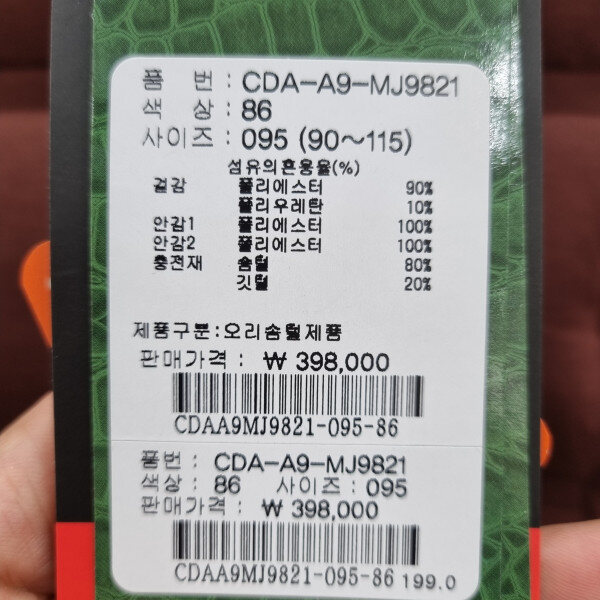 품 번 : CDA-A9-MJ9821
색 상 : 86
사이즈 : 095 (90~115)
섬유의혼용율(%)
겉감 폴리에스터 90%
폴리우레탄 10%
안감1 폴리에스터 100%
안감2 폴리에스터 100%
충전재 솜털 80%
깃털 20%
제품구분:오리솜털제품
판매가격 : ₩ 398,000
CDAA9MJ9821-095-86
품번 : CDA-A9-MJ9821
색상 : 86 사이즈 : 095
판매가격 : ₩ 398,000
CDAA9MJ9821-095-86 199.0